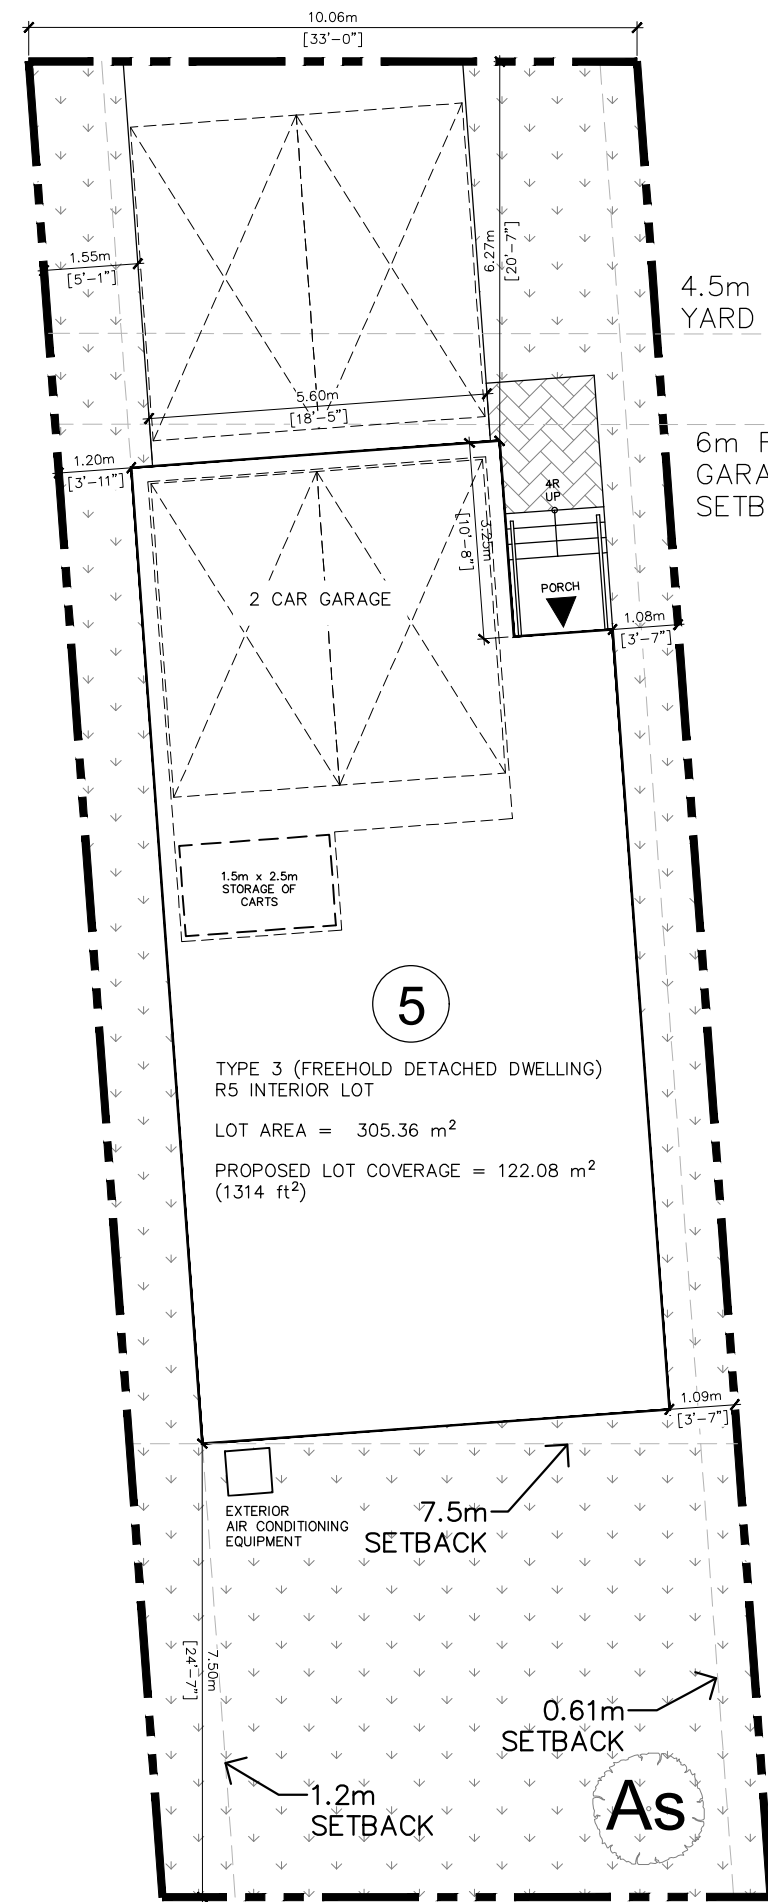 10.06m
[33'-0"]
1.55m
[5'-1"]
6.27m
[20'-7"]
4.5m
YARD
5.60m
[18'-5"]
1.20m
[3'-11"]
6m
GARA
SETB
4R
UP
3.25m
[10'-8"]
2 CAR GARAGE
PORCH
1.08m
[3'-7"]
1.5m x 2.5m
STORAGE OF
CARTS
5
TYPE 3 (FREEHOLD DETACHED DWELLING)
R5 INTERIOR LOT
LOT AREA = 305.36 m²
PROPOSED LOT COVERAGE = 122.08 m²
(1314 ft²)
1.09m
[3'-7"]
EXTERIOR
AIR CONDITIONING
EQUIPMENT
7.5m
SETBACK
7.50m
[24'-7"]
0.61m
SETBACK
1.2m
SETBACK
As